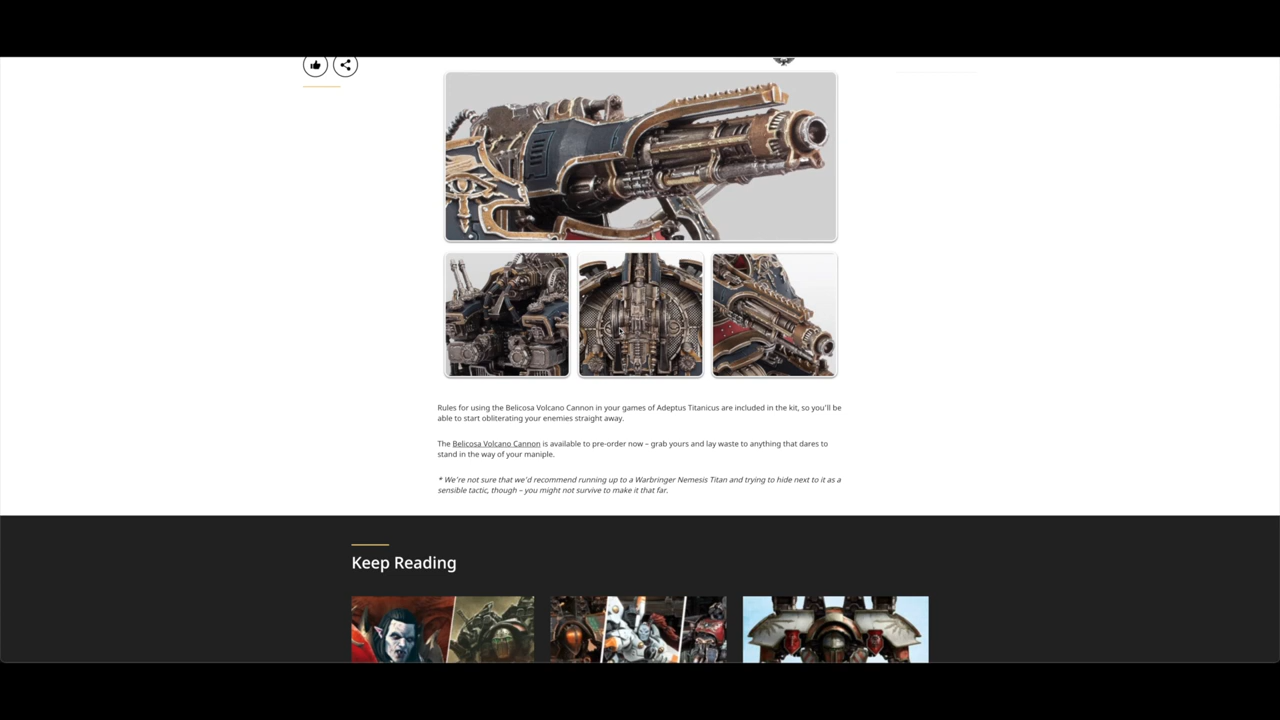 Rules for using the Belicosa Volcano Cannon in your games of Adeptus Titanicus are included in the kit, so you'll be
able to start obliterating your enemies straight away.
The Belicosa Volcano Cannon is available to pre-order now – grab yours and lay waste to anything that dares to
stand in the way of your maniple.
* We're not sure that we'd recommend running up to a Warbringer Nemesis Titan and trying to hide next to it as a
sensible tactic, though – you might not survive to make it that far.
Keep Reading